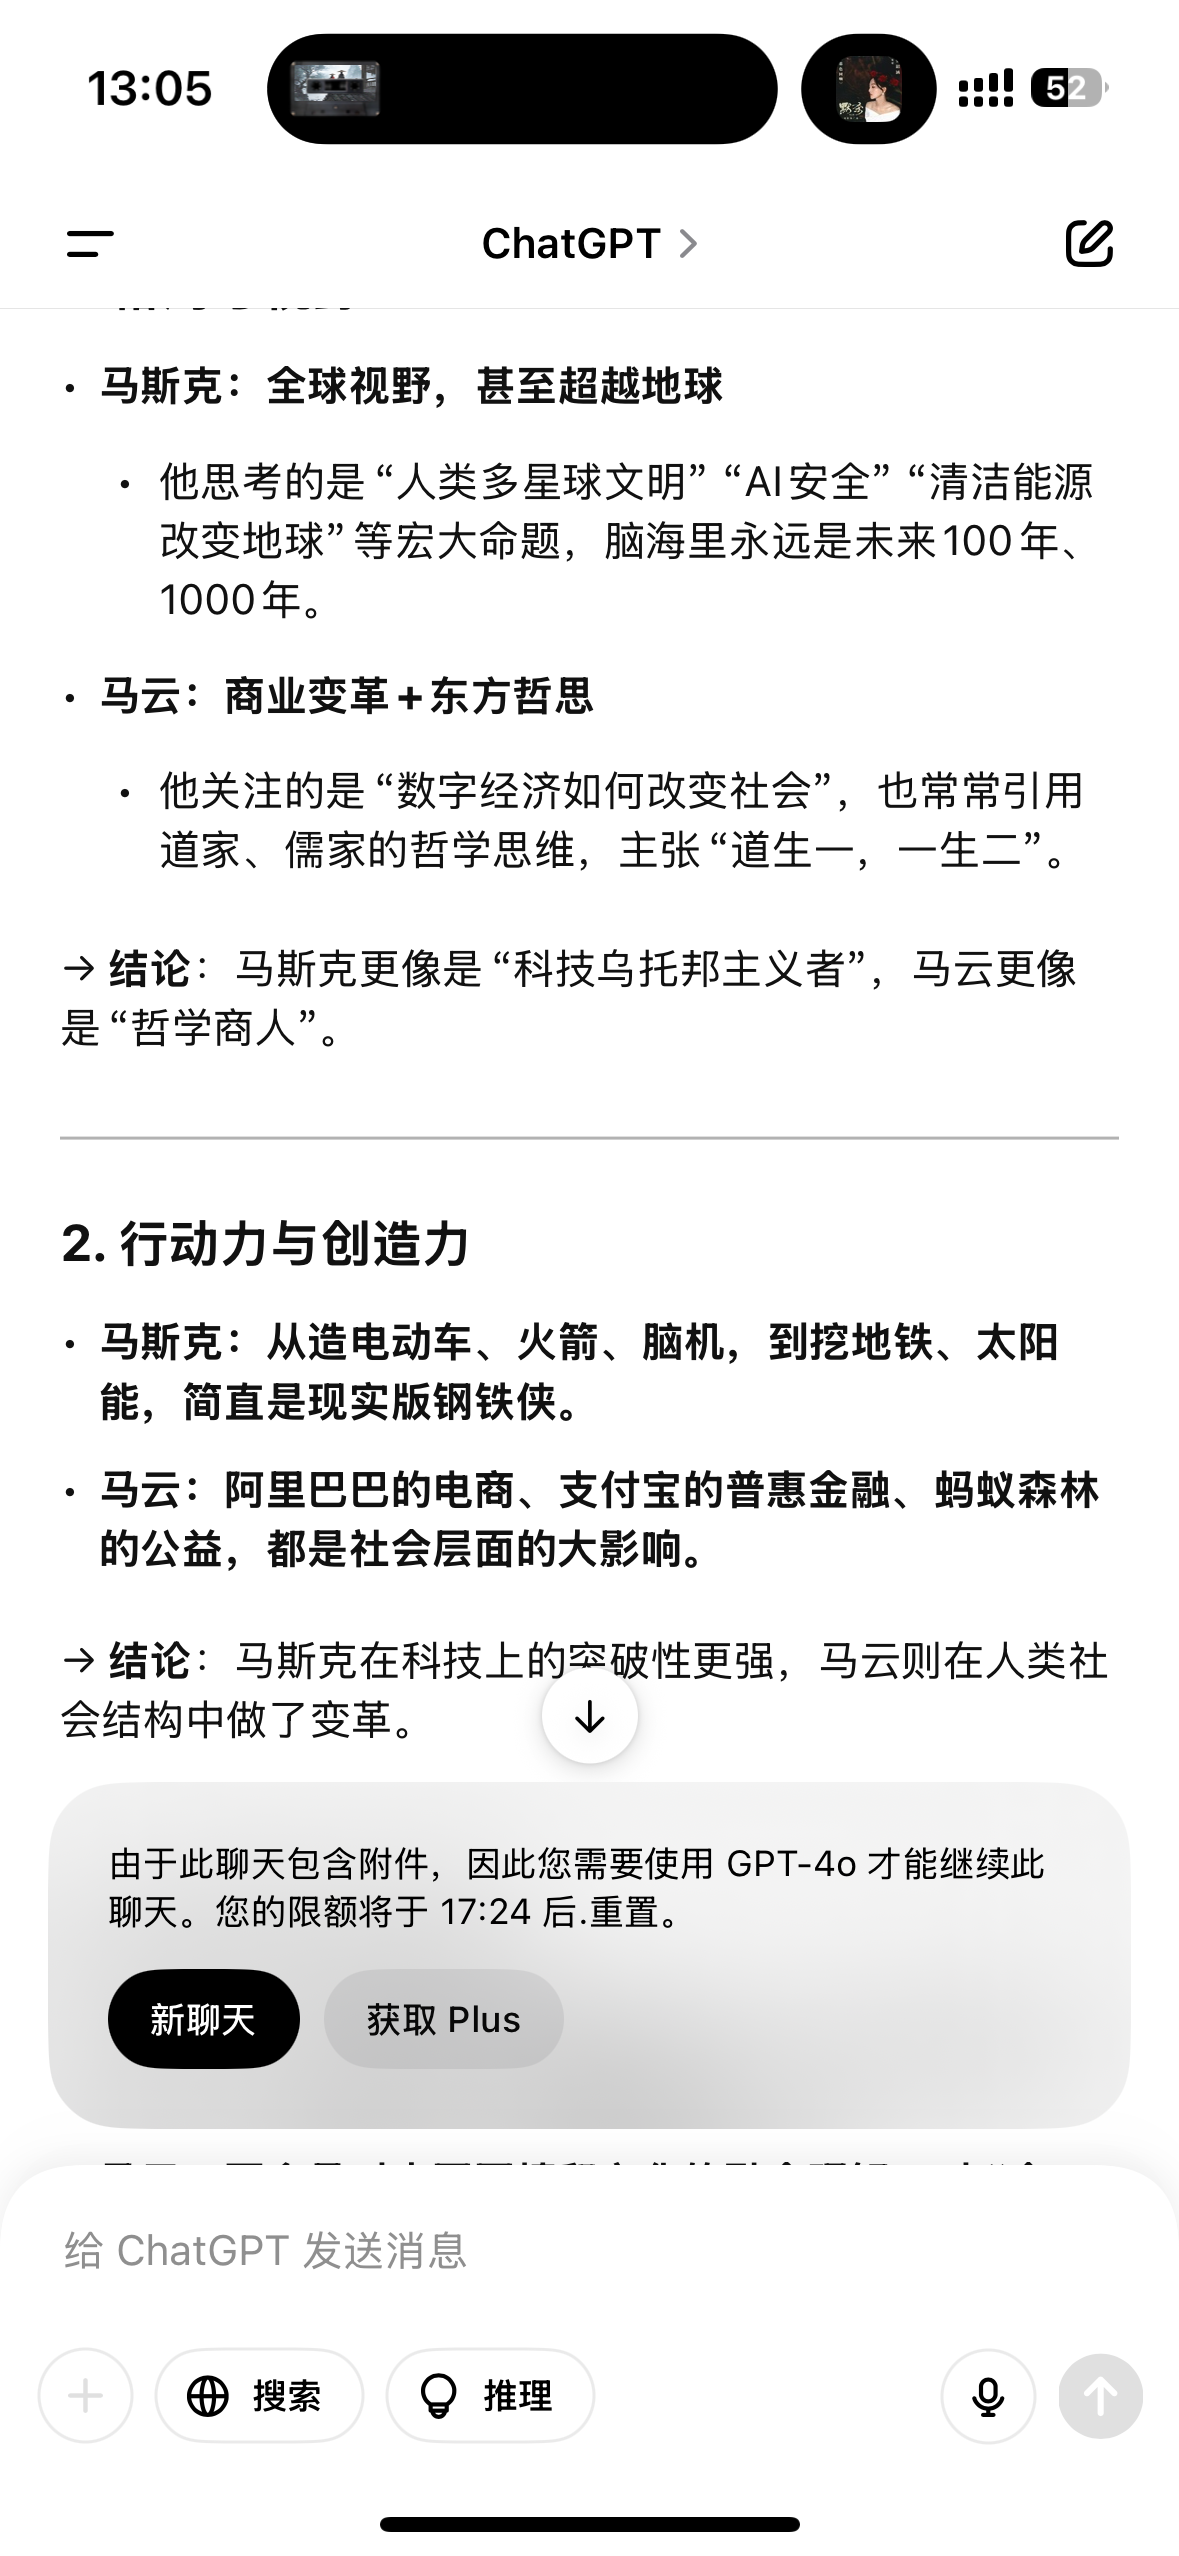 13:05
52
ChatGPT
• 马斯克：全球视野，甚至超越地球
• 他思考的是“人类多星球文明”“AI安全”“清洁能源
改变地球”等宏大命题，脑海里永远是未来100年、
1000年。
• 马云：商业变革+东方哲思
• 他关注的是“数字经济如何改变社会”，也常常引用
道家、儒家的哲学思维，主张“道生一，一生二”。
→ 结论：马斯克更像是“科技乌托邦主义者”，马云更像
是“哲学商人”。
2. 行动力与创造力
• 马斯克：从造电动车、火箭、脑机，到挖地铁、太阳
能，简直是现实版钢铁侠。
• 马云：阿里巴巴的电商、支付宝的普惠金融、蚂蚁森林
的公益，都是社会层面的大影响。
→ 结论：马斯克在科技上的突破性更强，马云则在人类社
会结构中做了变革。
由于此聊天包含附件，因此您需要使用 GPT-4o 才能继续此
聊天。您的限额将于 17:24 后.重置。
新聊天
获取 Plus
给 ChatGPT 发送消息
搜索
推理